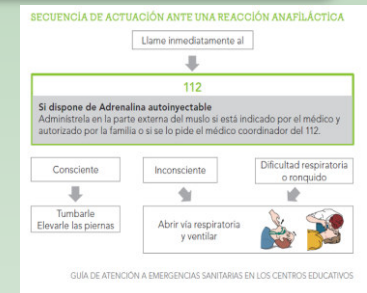 SECUENCIA DE ACTUACIÓN ANTE UNA REACCIÓN ANAFILÁCTICA
Llame inmediatamente al
112
Si dispone de Adrenalina autoinyectable
Administrela en la parte externa del muslo si está indicado por el médico y
autorizado por la familia o si se lo pide el médico coordinador del 112.
Consciente
Inconsciente
Dificultad respiratoria
o ronquido
Tumbarle
Elevarle las piernas
Abrir vía respiratoria
y ventilar
GUÍA DE ATENCIÓN A EMERGENCIAS SANITARIAS EN LOS CENTROS EDUCATIVOS